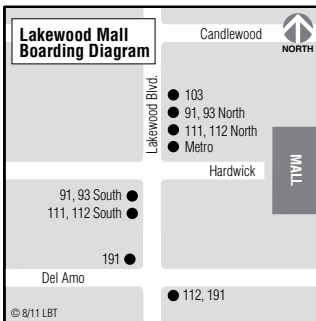 Lakewood Mall
Boarding Diagram
Candlewood
NORTH
Lakewood Blvd.
103
91, 93 North
111, 112 North
Metro
Hardwick
MALL
91, 93 South
111, 112 South
191
Del Amo
112, 191
© 8/11 LBT